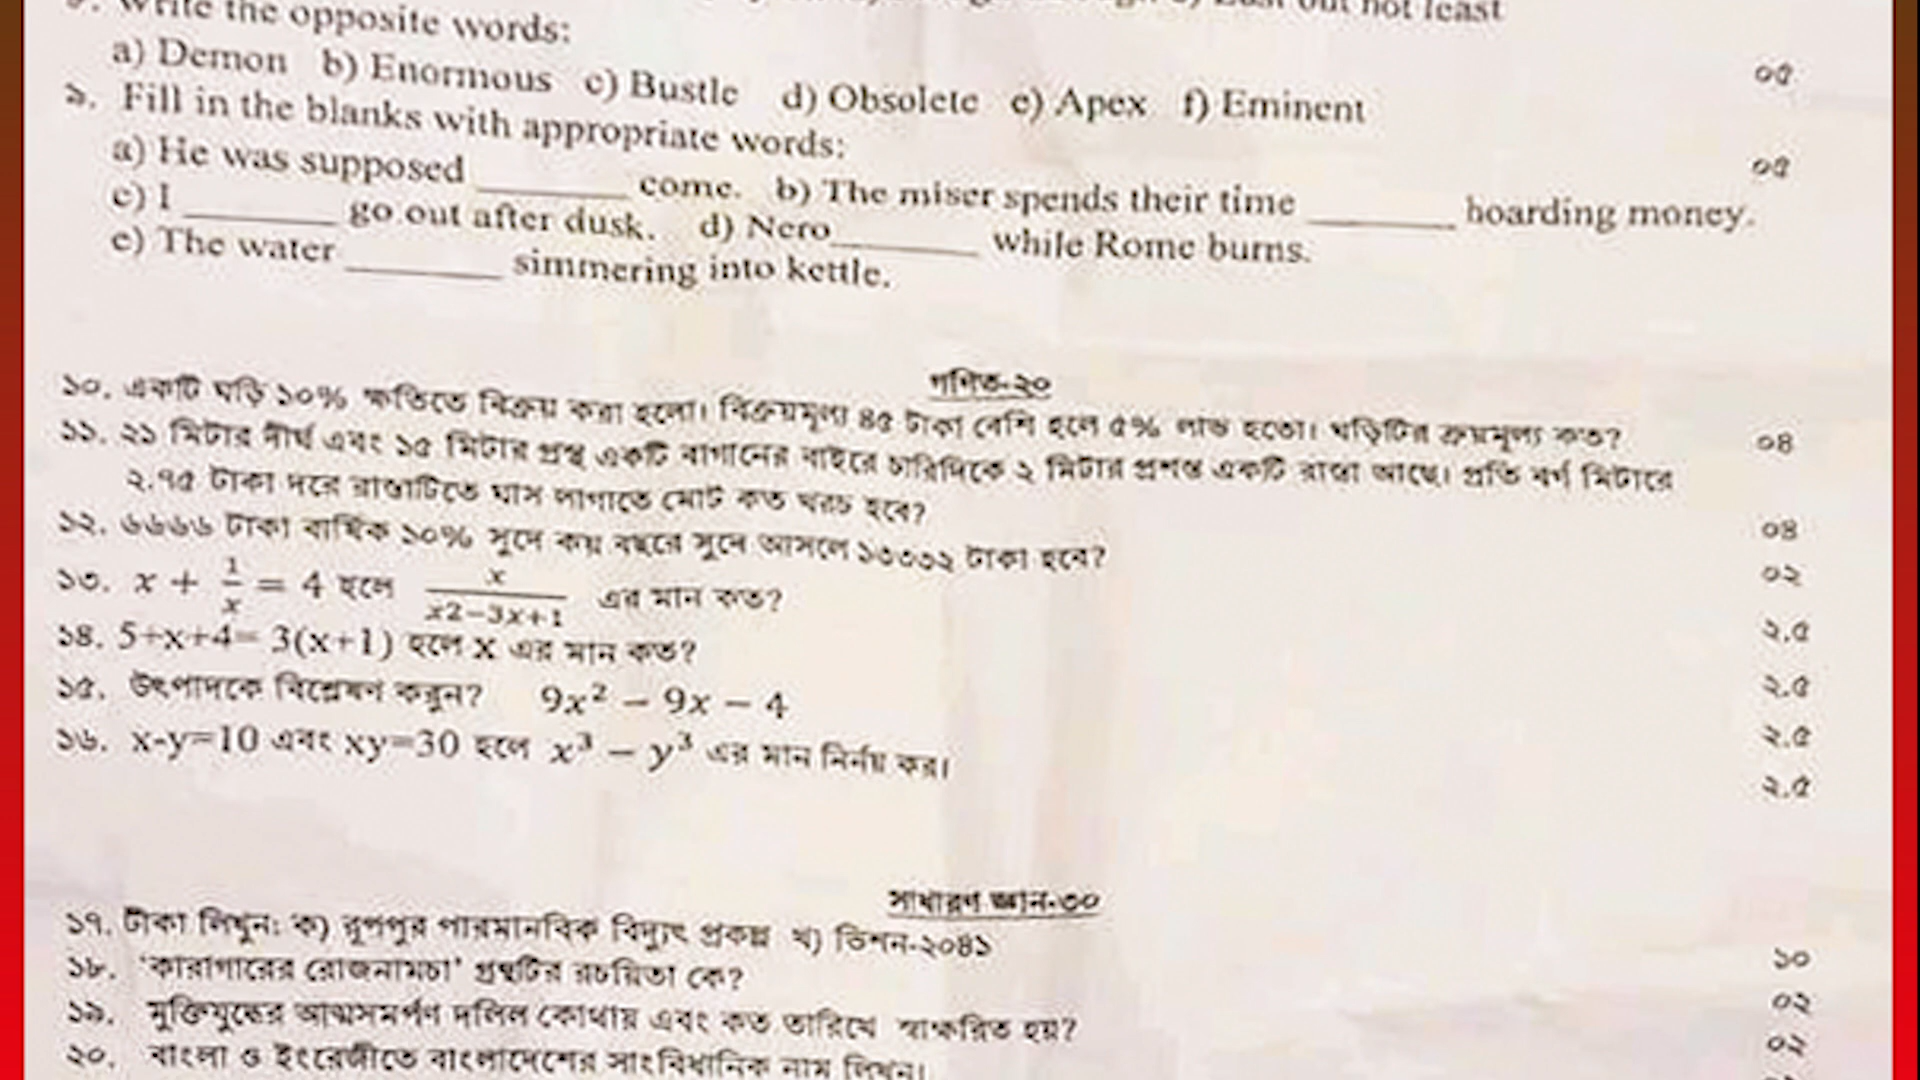 Write the opposite words: not least
a) Demon b) Enormous c) Bustle d) Obsolete e) Apex f) Eminent ০৫
৯. Fill in the blanks with appropriate words:
a) He was supposed ______ come. b) The miser spends their time ______ hoarding money. ০৫
c) I ______ go out after dusk. d) Nero______ while Rome burns.
e) The water ______ simmering into kettle.
গণিত-২০
১০. একটি ঘড়ি ১০% ক্ষতিতে বিক্রয় করা হলো। বিক্রয়মূল্য ৪৫ টাকা বেশি হলে ৫% লাভ হতো। ঘড়িটির ক্রয়মূল্য কত? ০৪
১১. ২১ মিটার দীর্ঘ এবং ১৫ মিটার প্রস্থ একটি বাগানের বাইরে চারিদিকে ২ মিটার প্রশস্ত একটি রাস্তা আছে। প্রতি বর্গ মিটারে
২.৭৫ টাকা দরে রাস্তাটিতে ঘাস লাগাতে মোট কত খরচ হবে? ০৪
১২. ৬৬৬৬ টাকা বার্ষিক ১০% সুদে কয় বছরে সুদে আসলে ১৩৩৩২ টাকা হবে? ০২
১৩. x + 1/x = 4 হলে x/(x2−3x+1) এর মান কত? ২.৫
১৪. 5+x+4= 3(x+1) হলে x এর মান কত? ২.৫
১৫. উৎপাদকে বিশ্লেষণ করুন? 9x² − 9x − 4 ২.৫
১৬. x-y=10 এবং xy=30 হলে x³ − y³ এর মান নির্নয় কর। ২.৫
সাধারণ জ্ঞান-৩০
১৭. টীকা লিখুন: ক) রূপপুর পারমানবিক বিদ্যুৎ প্রকল্প খ) ভিশন-২০৪১ ১০
১৮. 'কারাগারের রোজনামচা' গ্রন্থটির রচয়িতা কে? ০২
১৯. মুক্তিযুদ্ধের আত্মসমর্পণ দলিল কোথায় এবং কত তারিখে স্বাক্ষরিত হয়? ০২
২০. বাংলা ও ইংরেজীতে বাংলাদেশের সাংবিধানিক নাম লিখুন।